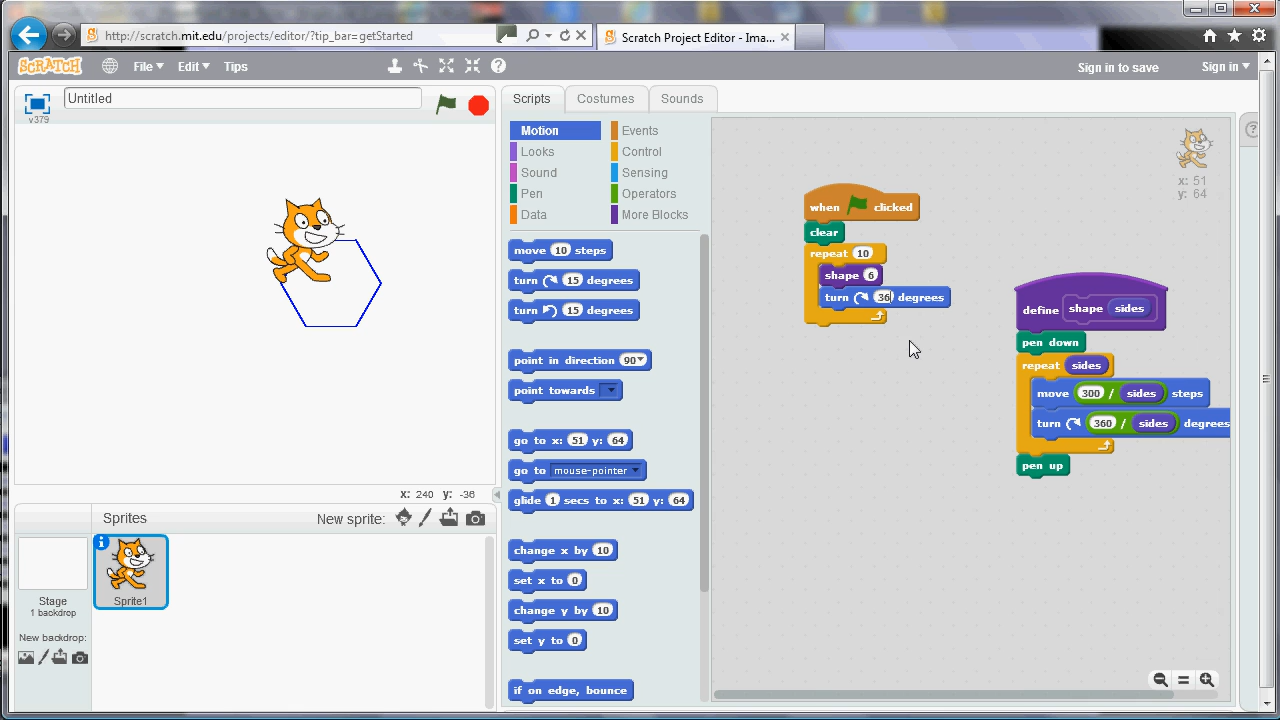 http://scratch.mit.edu/projects/editor/?tip_bar=getStarted
Scratch Project Editor - Ima...
SCRATCH
File
Edit
Tips
Sign in to save
Sign in
v379
Untitled
Scripts
Costumes
Sounds
Motion
Events
Looks
Control
Sound
Sensing
Pen
Operators
Data
More Blocks
move 10 steps
turn 15 degrees
turn 15 degrees
point in direction 90
point towards
go to x: 51 y: 64
go to mouse-pointer
glide 1 secs to x: 51 y: 64
change x by 10
set x to 0
change y by 10
set y to 0
if on edge, bounce
when clicked
clear
repeat 10
shape 6
turn 36 degrees
define shape sides
pen down
repeat sides
move 300 / sides steps
turn 360 / sides degrees
pen up
x: 51
y: 64
x: 240 y: -36
Sprites
New sprite:
Stage
1 backdrop
New backdrop:
Sprite1